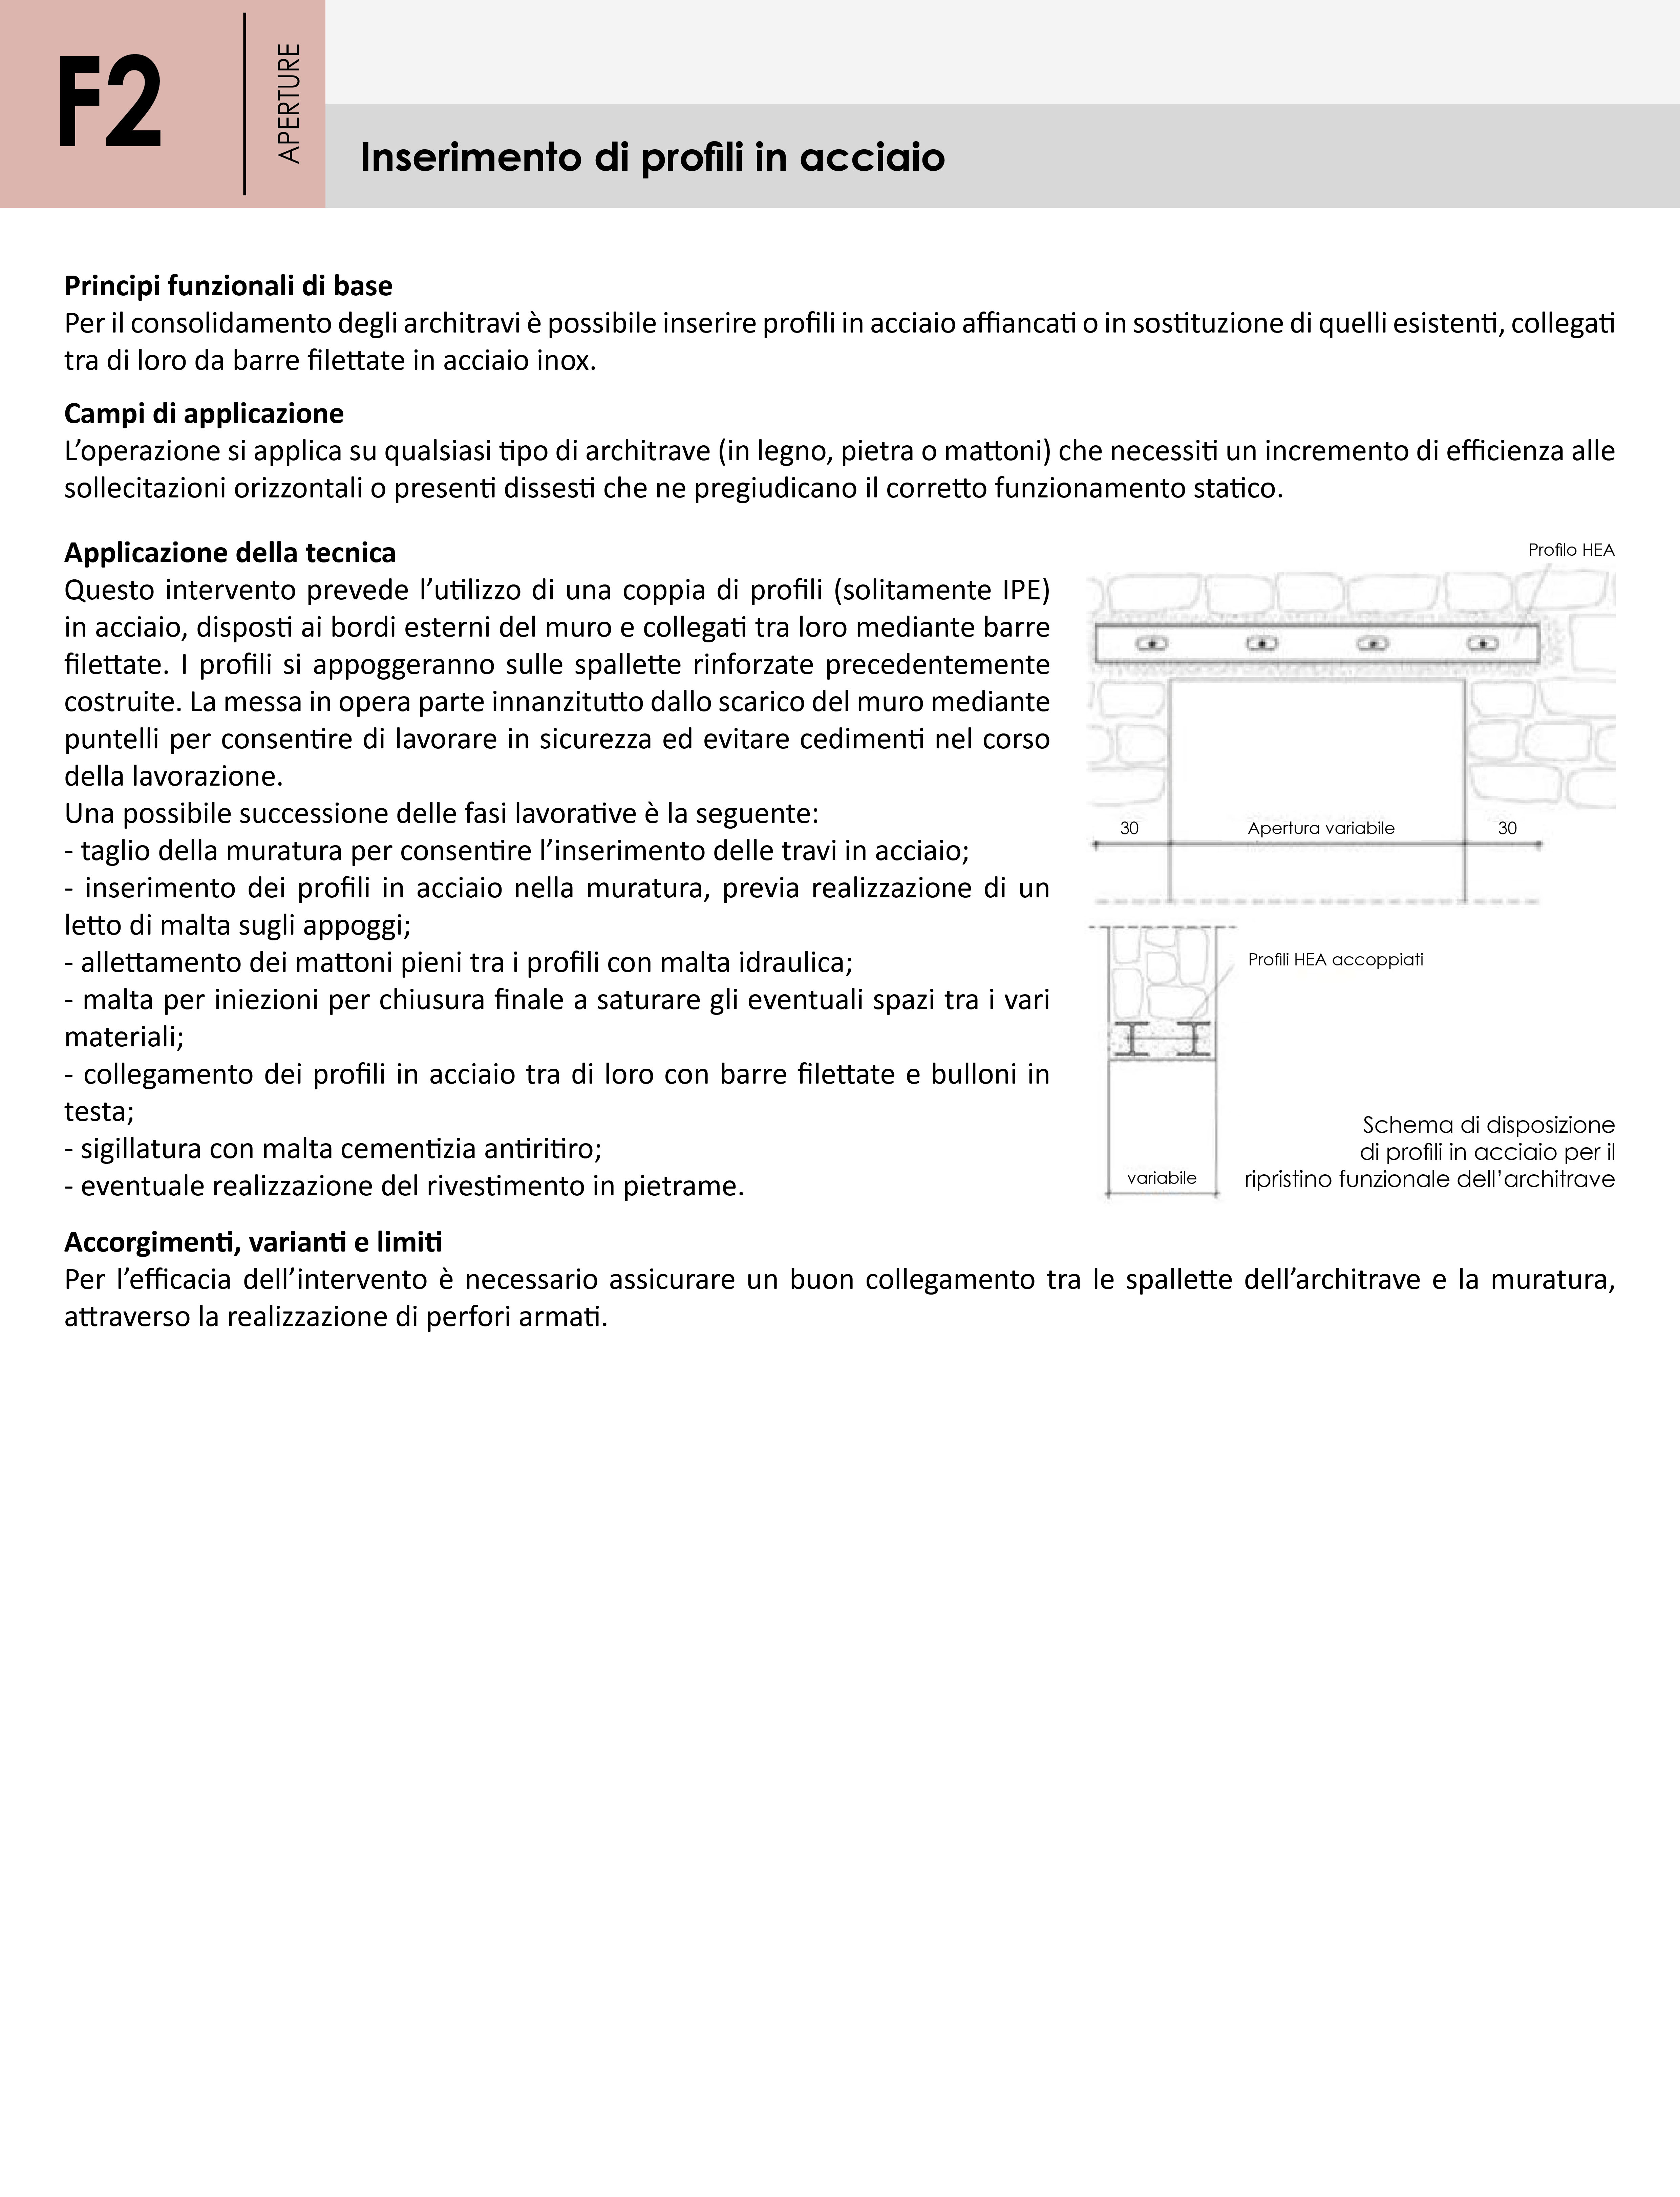 F2
APERTURE
Inserimento di profili in acciaio
Principi funzionali di base
Per il consolidamento degli architravi è possibile inserire profili in acciaio affiancati o in sostituzione di quelli esistenti, collegati
tra di loro da barre filettate in acciaio inox.
Campi di applicazione
L’operazione si applica su qualsiasi tipo di architrave (in legno, pietra o mattoni) che necessiti un incremento di efficienza alle
sollecitazioni orizzontali o presenti dissesti che ne pregiudicano il corretto funzionamento statico.
Applicazione della tecnica
Questo intervento prevede l’utilizzo di una coppia di profili (solitamente IPE)
in acciaio, disposti ai bordi esterni del muro e collegati tra loro mediante barre
filettate. I profili si appoggeranno sulle spallette rinforzate precedentemente
costruite. La messa in opera parte innanzitutto dallo scarico del muro mediante
puntelli per consentire di lavorare in sicurezza ed evitare cedimenti nel corso
della lavorazione.
Una possibile successione delle fasi lavorative è la seguente:
- taglio della muratura per consentire l’inserimento delle travi in acciaio;
- inserimento dei profili in acciaio nella muratura, previa realizzazione di un
letto di malta sugli appoggi;
- allettamento dei mattoni pieni tra i profili con malta idraulica;
- malta per iniezioni per chiusura finale a saturare gli eventuali spazi tra i vari
materiali;
- collegamento dei profili in acciaio tra di loro con barre filettate e bulloni in
testa;
- sigillatura con malta cementizia antiritiro;
- eventuale realizzazione del rivestimento in pietrame.
Profilo HEA
30
Apertura variabile
30
Profili HEA accoppiati
variabile
Schema di disposizione
di profili in acciaio per il
ripristino funzionale dell’architrave
Accorgimenti, varianti e limiti
Per l’efficacia dell’intervento è necessario assicurare un buon collegamento tra le spallette dell’architrave e la muratura,
attraverso la realizzazione di perfori armati.